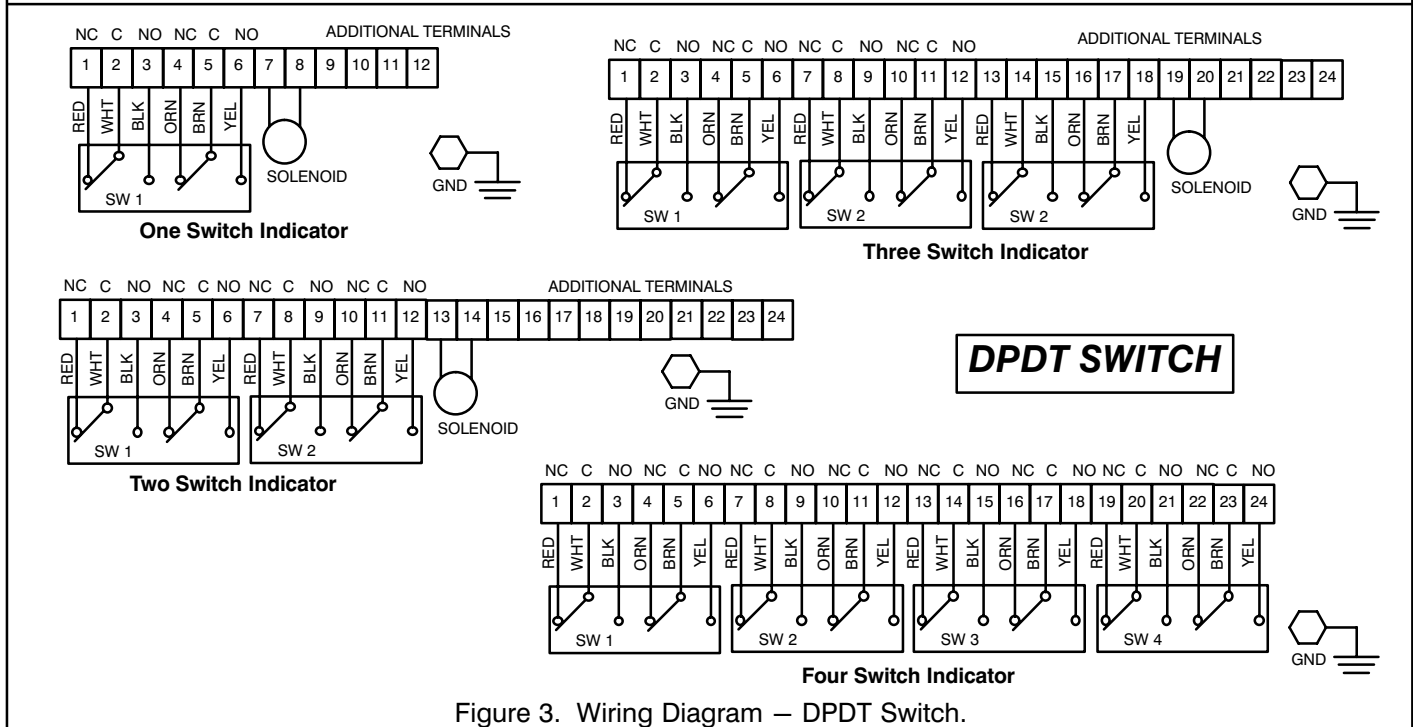 NC C NO NC C NO ADDITIONAL TERMINALS
1 2 3 4 5 6 7 8 9 10 11 12
RED WHT BLK ORN BRN YEL
SOLENOID
SW 1
GND
One Switch Indicator
NC C NO NC C NO NC C NO NC C NO ADDITIONAL TERMINALS
1 2 3 4 5 6 7 8 9 10 11 12 13 14 15 16 17 18 19 20 21 22 23 24
RED WHT BLK ORN BRN YEL RED WHT BLK ORN BRN YEL RED WHT BLK ORN BRN YEL
SOLENOID
SW 1 SW 2 SW 2
GND
Three Switch Indicator
NC C NO NC C NO NC C NO NC C NO ADDITIONAL TERMINALS
1 2 3 4 5 6 7 8 9 10 11 12 13 14 15 16 17 18 19 20 21 22 23 24
RED WHT BLK ORN BRN YEL RED WHT BLK ORN BRN YEL
GND
SOLENOID
SW 1 SW 2
Two Switch Indicator
DPDT SWITCH
NC C NO NC C NO NC C NO NC C NO NC C NO NC C NO NC C NO NC C NO
1 2 3 4 5 6 7 8 9 10 11 12 13 14 15 16 17 18 19 20 21 22 23 24
RED WHT BLK ORN BRN YEL RED WHT BLK ORN BRN YEL RED WHT BLK ORN BRN YEL RED WHT BLK ORN BRN YEL
SW 1 SW 2 SW 3 SW 4
GND
Four Switch Indicator
Figure 3. Wiring Diagram – DPDT Switch.